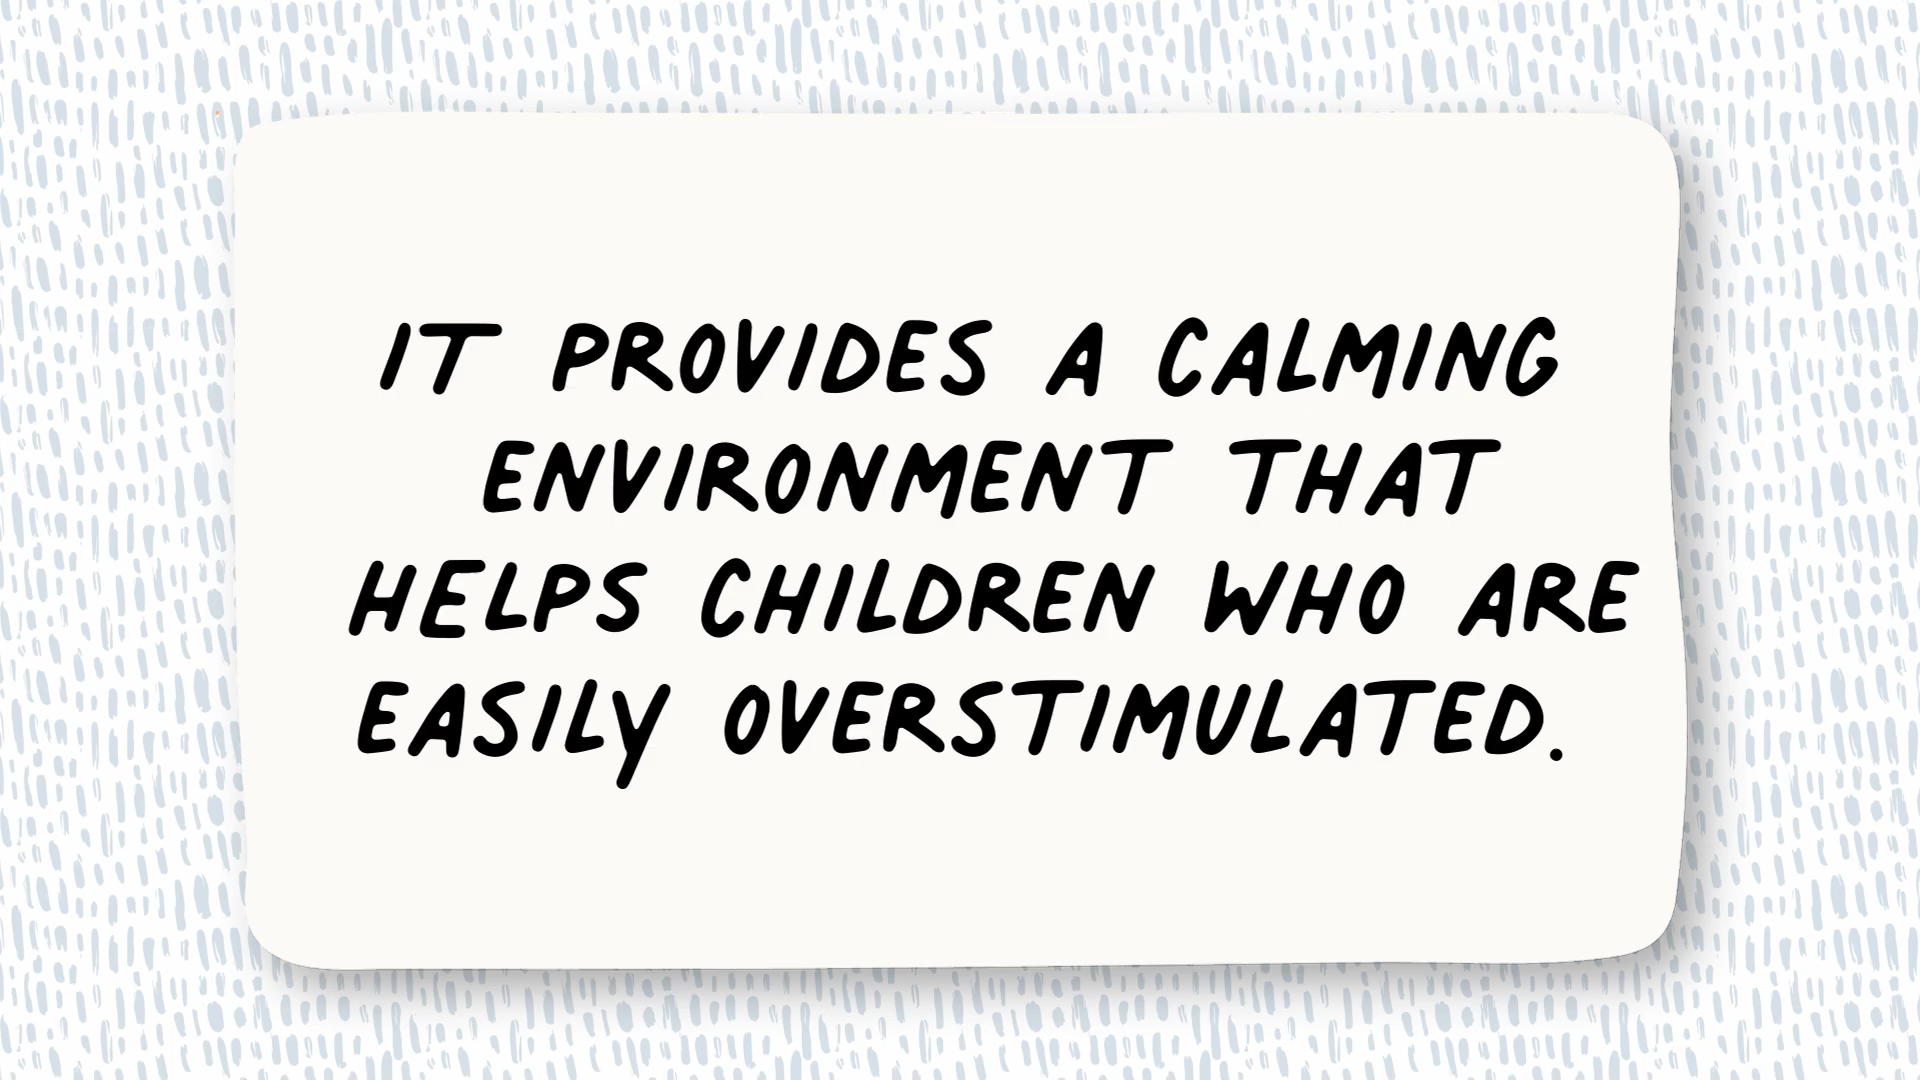 IT PROVIDES A CALMING
ENVIRONMENT THAT
HELPS CHILDREN WHO ARE
EASILY OVERSTIMULATED.